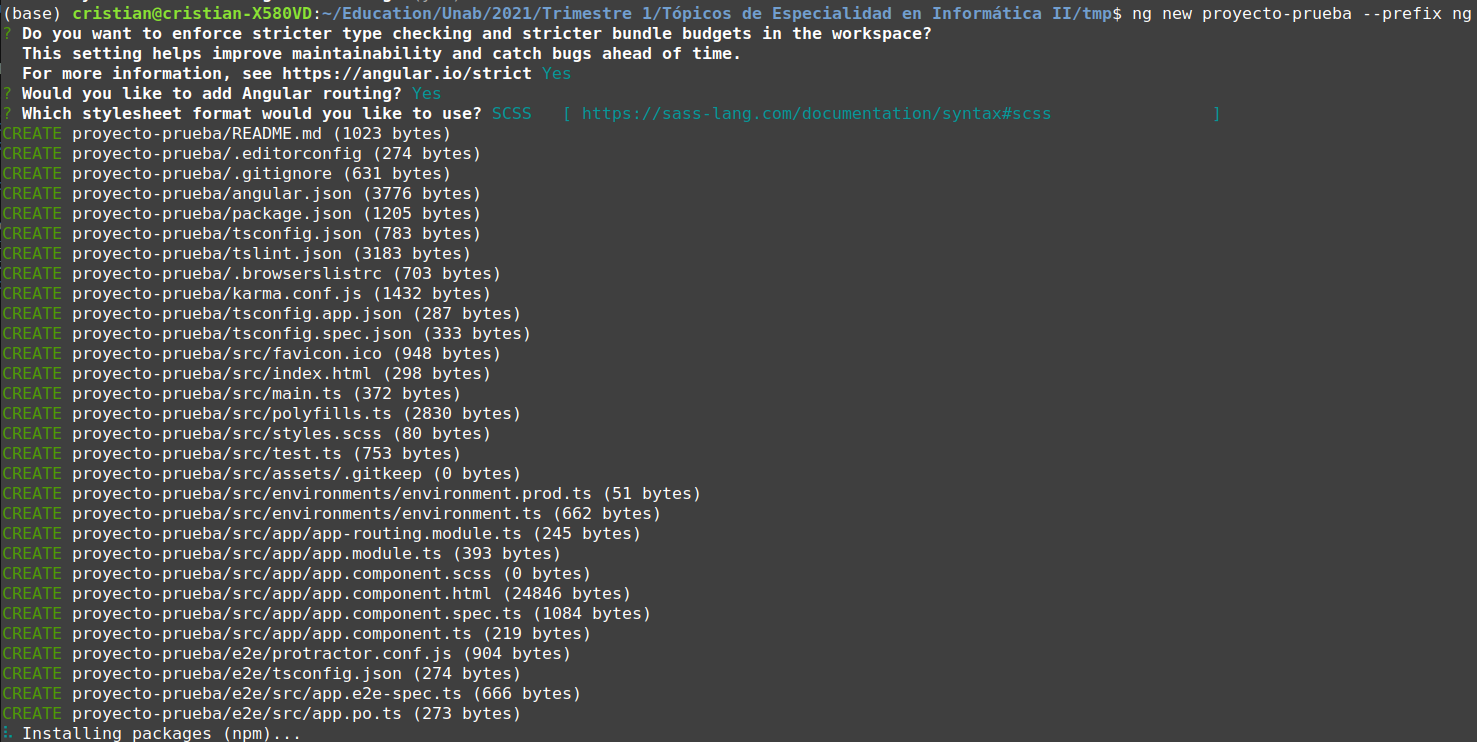 (base) cristian@cristian-X580VD:~/Education/Unab/2021/Trimestre 1/Tópicos de Especialidad en Informática II/tmp$ ng new proyecto-prueba --prefix ng
? Do you want to enforce stricter type checking and stricter bundle budgets in the workspace?
This setting helps improve maintainability and catch bugs ahead of time.
For more information, see https://angular.io/strict Yes
? Would you like to add Angular routing? Yes
? Which stylesheet format would you like to use? SCSS [ https://sass-lang.com/documentation/syntax#scss ]
CREATE proyecto-prueba/README.md (1023 bytes)
CREATE proyecto-prueba/.editorconfig (274 bytes)
CREATE proyecto-prueba/.gitignore (631 bytes)
CREATE proyecto-prueba/angular.json (3776 bytes)
CREATE proyecto-prueba/package.json (1205 bytes)
CREATE proyecto-prueba/tsconfig.json (783 bytes)
CREATE proyecto-prueba/tslint.json (3183 bytes)
CREATE proyecto-prueba/.browserslistrc (703 bytes)
CREATE proyecto-prueba/karma.conf.js (1432 bytes)
CREATE proyecto-prueba/tsconfig.app.json (287 bytes)
CREATE proyecto-prueba/tsconfig.spec.json (333 bytes)
CREATE proyecto-prueba/src/favicon.ico (948 bytes)
CREATE proyecto-prueba/src/index.html (298 bytes)
CREATE proyecto-prueba/src/main.ts (372 bytes)
CREATE proyecto-prueba/src/polyfills.ts (2830 bytes)
CREATE proyecto-prueba/src/styles.scss (80 bytes)
CREATE proyecto-prueba/src/test.ts (753 bytes)
CREATE proyecto-prueba/src/assets/.gitkeep (0 bytes)
CREATE proyecto-prueba/src/environments/environment.prod.ts (51 bytes)
CREATE proyecto-prueba/src/environments/environment.ts (662 bytes)
CREATE proyecto-prueba/src/app/app-routing.module.ts (245 bytes)
CREATE proyecto-prueba/src/app/app.module.ts (393 bytes)
CREATE proyecto-prueba/src/app/app.component.scss (0 bytes)
CREATE proyecto-prueba/src/app/app.component.html (24846 bytes)
CREATE proyecto-prueba/src/app/app.component.spec.ts (1084 bytes)
CREATE proyecto-prueba/src/app/app.component.ts (219 bytes)
CREATE proyecto-prueba/e2e/protractor.conf.js (904 bytes)
CREATE proyecto-prueba/e2e/tsconfig.json (274 bytes)
CREATE proyecto-prueba/e2e/src/app.e2e-spec.ts (666 bytes)
CREATE proyecto-prueba/e2e/src/app.po.ts (273 bytes)
Installing packages (npm)...